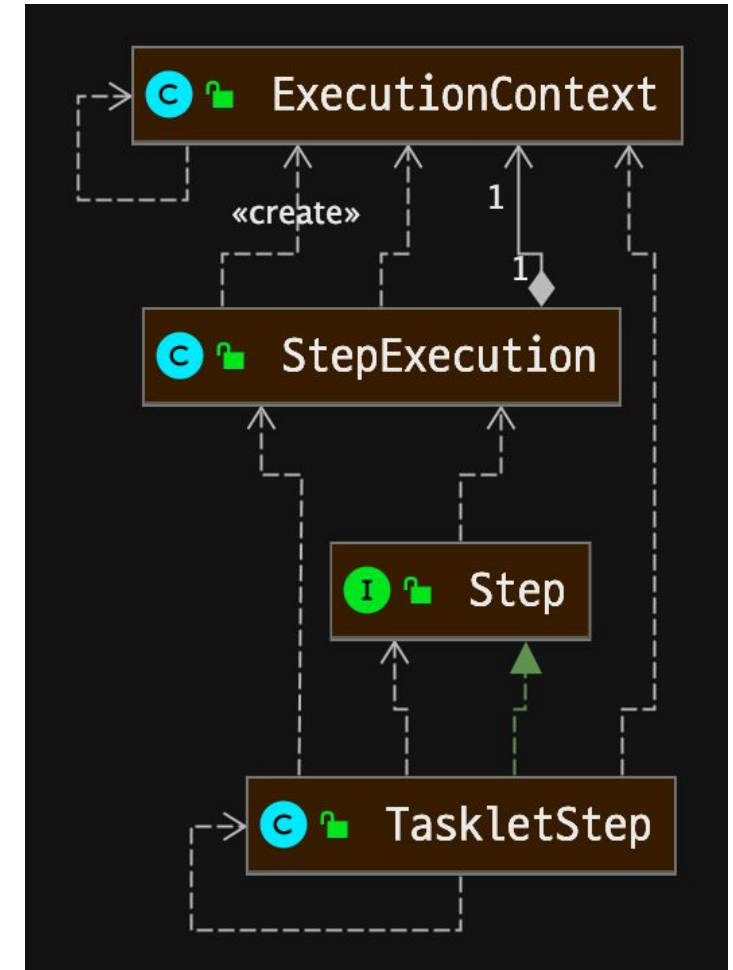 C ExecutionContext
«create»
1
1
C StepExecution
I Step
C TaskletStep